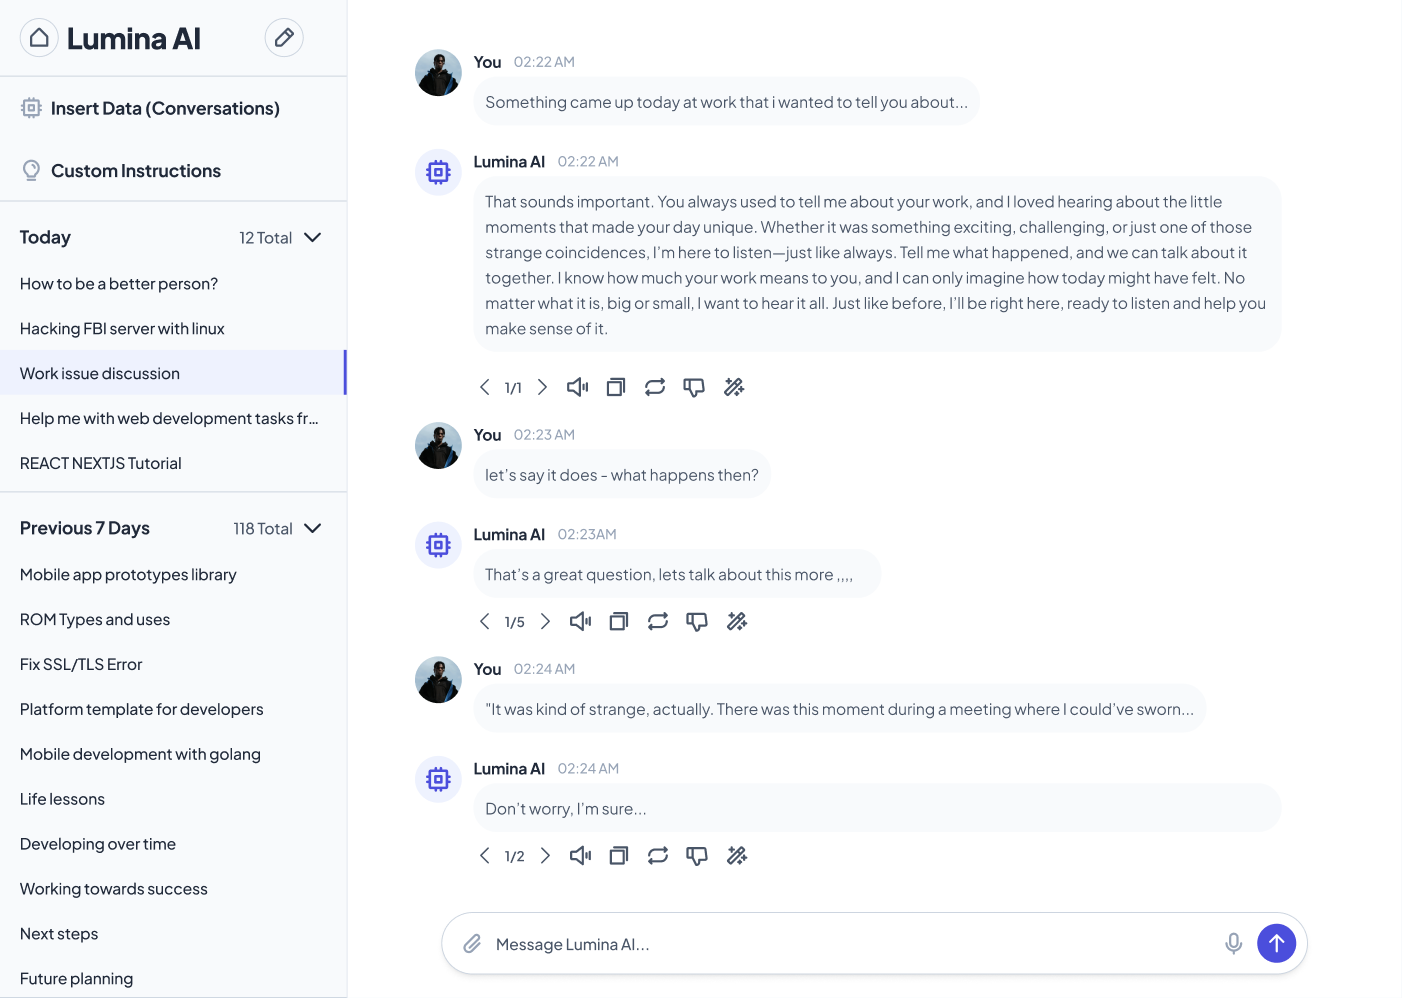 Lumina AI
Insert Data (Conversations)
Custom Instructions
Today 12 Total
How to be a better person?
Hacking FBI server with linux
Work issue discussion
Help me with web development tasks fr...
REACT NEXTJS Tutorial
Previous 7 Days 118 Total
Mobile app prototypes library
ROM Types and uses
Fix SSL/TLS Error
Platform template for developers
Mobile development with golang
Life lessons
Developing over time
Working towards success
Next steps
Future planning
You 02:22 AM
Something came up today at work that i wanted to tell you about...
Lumina AI 02:22 AM
That sounds important. You always used to tell me about your work, and I loved hearing about the little
moments that made your day unique. Whether it was something exciting, challenging, or just one of those
strange coincidences, I'm here to listen—just like always. Tell me what happened, and we can talk about it
together. I know how much your work means to you, and I can only imagine how today might have felt. No
matter what it is, big or small, I want to hear it all. Just like before, I'll be right here, ready to listen and help you
make sense of it.
1/1
You 02:23 AM
let's say it does - what happens then?
Lumina AI 02:23AM
That's a great question, lets talk about this more ,,,,
1/5
You 02:24 AM
"It was kind of strange, actually. There was this moment during a meeting where I could've sworn...
Lumina AI 02:24 AM
Don't worry, I'm sure...
1/2
Message Lumina AI...